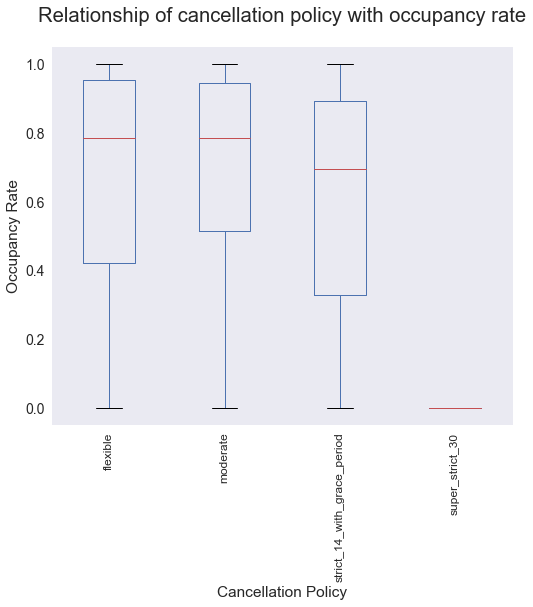 Relationship of cancellation policy with occupancy rate
1.0
0.8
0.6
0.4
0.2
0.0
Occupancy Rate
flexible
moderate
strict_14_with_grace_period
super_strict_30
Cancellation Policy